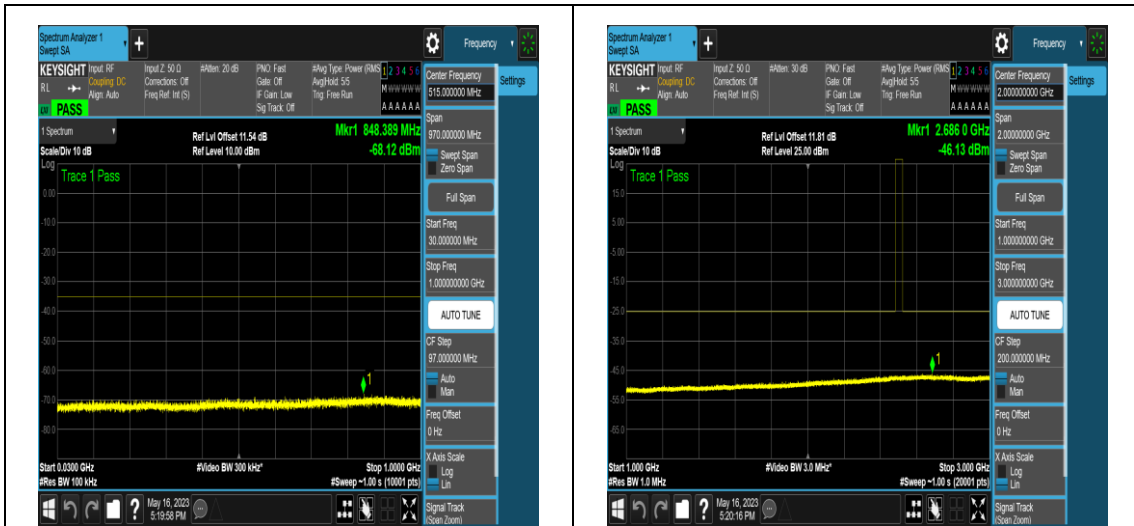 Spectrum Analyzer 1
Swept SA
Frequency
KEYSIGHT
RL
Input: RF
Coupling: DC
Align: Auto
Input Z: 50 Ω
Corrections: Off
Freq Ref: Int (S)
#Atten: 20 dB
PNO: Fast
Gate: Off
IF Gain: Low
Sig Track: Off
#Avg Type: Power (RMS
Avg|Hold: 5/5
Trig: Free Run
1 2 3 4 5 6
M W W W W W
A A A A A A
PASS
1 Spectrum
Scale/Div 10 dB
Ref Lvl Offset 11.54 dB
Ref Level 10.00 dBm
Mkr1 848.389 MHz
-68.12 dBm
Log
Trace 1 Pass
0.00
-10.0
-20.0
-30.0
-40.0
-50.0
-60.0
-70.0
-80.0
1
Start 0.0300 GHz
#Res BW 100 kHz
#Video BW 300 kHz*
Stop 1.0000 GHz
#Sweep ~1.00 s (10001 pts)
May 16, 2023
5:19:58 PM
Settings
Center Frequency
515.000000 MHz
Span
970.000000 MHz
Swept Span
Zero Span
Full Span
Start Freq
30.000000 MHz
Stop Freq
1.000000000 GHz
AUTO TUNE
CF Step
97.000000 MHz
Auto
Man
Freq Offset
0 Hz
X Axis Scale
Log
Lin
Signal Track
(Span Zoom)
Spectrum Analyzer 1
Swept SA
Frequency
KEYSIGHT
RL
Input: RF
Coupling: DC
Align: Auto
Input Z: 50 Ω
Corrections: Off
Freq Ref: Int (S)
#Atten: 30 dB
PNO: Fast
Gate: Off
IF Gain: Low
Sig Track: Off
#Avg Type: Power (RMS
Avg|Hold: 5/5
Trig: Free Run
1 2 3 4 5 6
M W W W W W
A A A A A A
PASS
1 Spectrum
Scale/Div 10 dB
Ref Lvl Offset 11.81 dB
Ref Level 25.00 dBm
Mkr1 2.686 0 GHz
-46.13 dBm
Log
Trace 1 Pass
15.0
5.00
-5.00
-15.0
-25.0
-35.0
-45.0
-55.0
-65.0
1
Start 1.000 GHz
#Res BW 1.0 MHz
#Video BW 3.0 MHz*
Stop 3.000 GHz
#Sweep ~1.00 s (20001 pts)
May 16, 2023
5:20:16 PM
Settings
Center Frequency
2.000000000 GHz
Span
2.00000000 GHz
Swept Span
Zero Span
Full Span
Start Freq
1.000000000 GHz
Stop Freq
3.000000000 GHz
AUTO TUNE
CF Step
200.000000 MHz
Auto
Man
Freq Offset
0 Hz
X Axis Scale
Log
Lin
Signal Track
(Span Zoom)